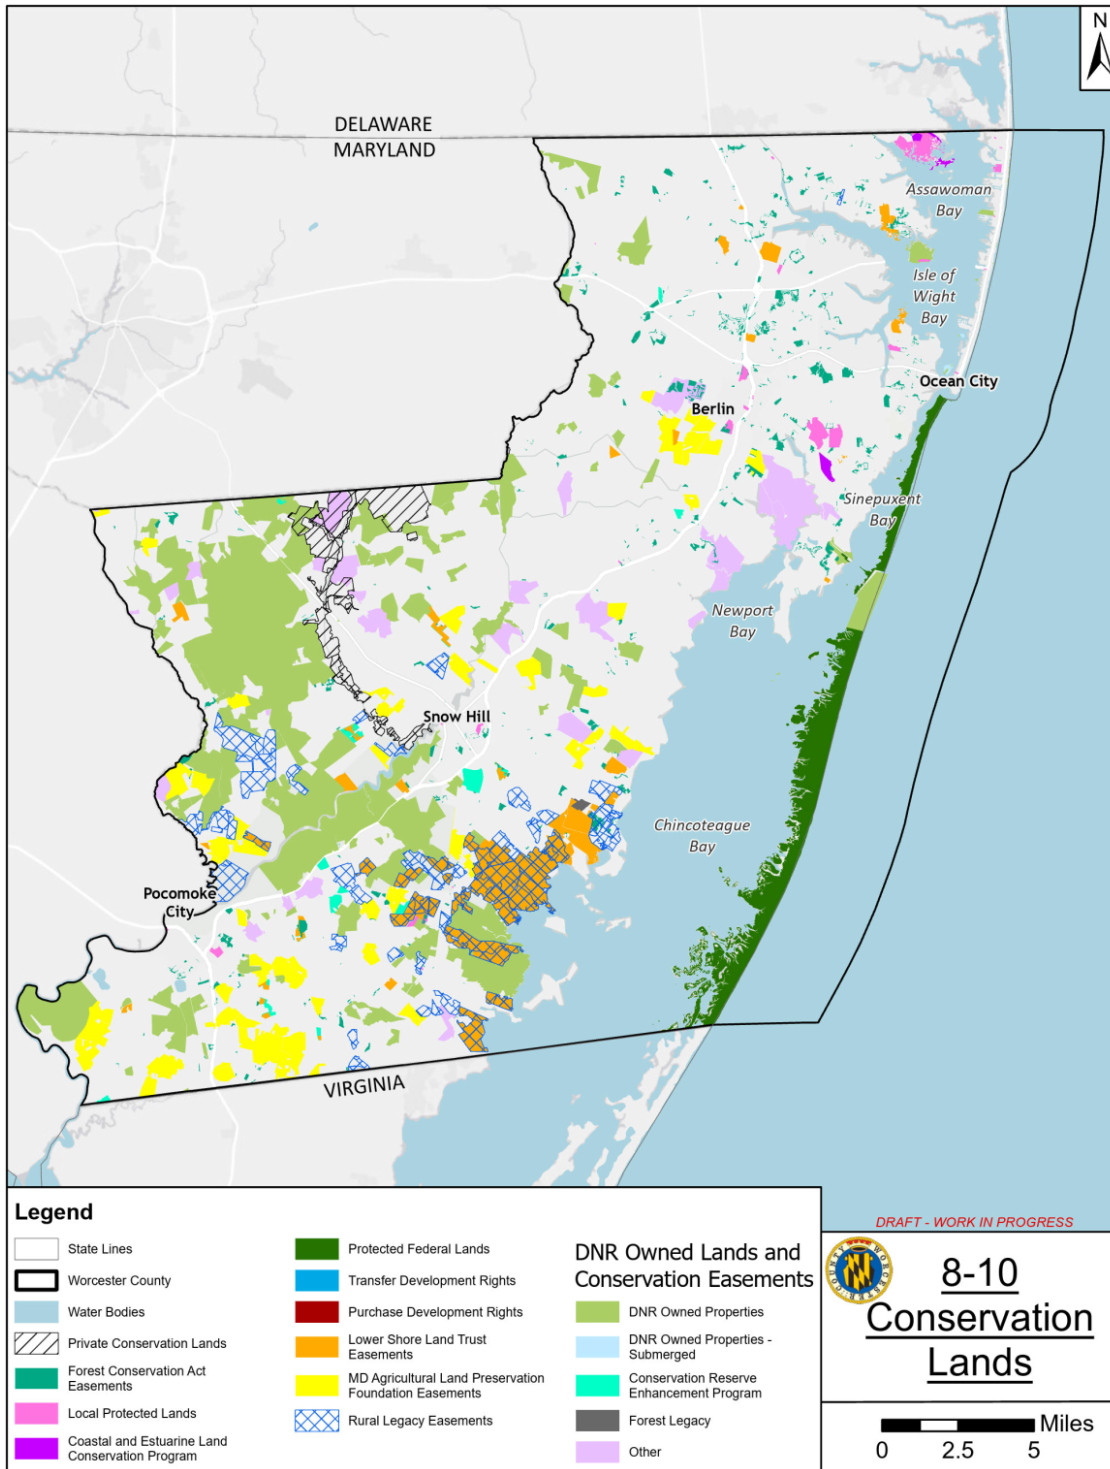 N
DELAWARE
MARYLAND
Assawoman
Bay
Isle of
Wight
Bay
Ocean City
Berlin
Sinepuxent
Bay
Newport
Bay
Snow Hill
Chincoteague
Bay
Pocomoke
City
VIRGINIA
Legend
State Lines
Worcester County
Water Bodies
Private Conservation Lands
Forest Conservation Act
Easements
Local Protected Lands
Coastal and Estuarine Land
Conservation Program
Protected Federal Lands
Transfer Development Rights
Purchase Development Rights
Lower Shore Land Trust
Easements
MD Agricultural Land Preservation
Foundation Easements
Rural Legacy Easements
DNR Owned Lands and
Conservation Easements
DNR Owned Properties
DNR Owned Properties -
Submerged
Conservation Reserve
Enhancement Program
Forest Legacy
Other
DRAFT - WORK IN PROGRESS
WORCESTER COUNTY
8-10
Conservation
Lands
Miles
0 2.5 5